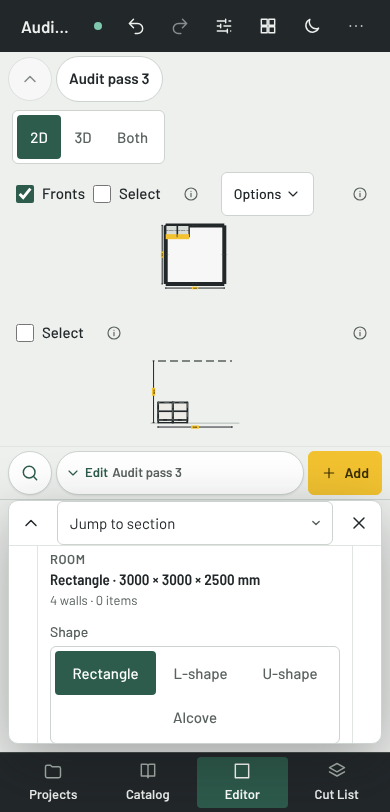 Audi...
Audit pass 3
2D 3D Both
Fronts Select Options
Select
Edit Audit pass 3
Add
Jump to section
ROOM
Rectangle · 3000 × 3000 × 2500 mm
4 walls · 0 items
Shape
Rectangle L-shape U-shape
Alcove
Projects Catalog Editor Cut List